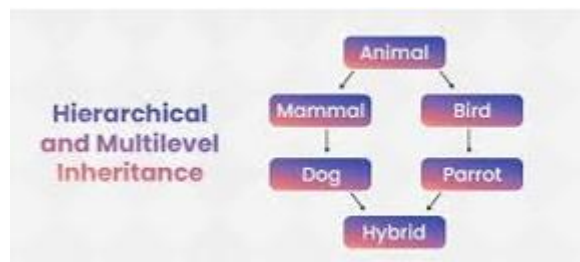 Hierarchical
and Multilevel
Inheritance
Animal
Mammal
Bird
Dog
Parrot
Hybrid